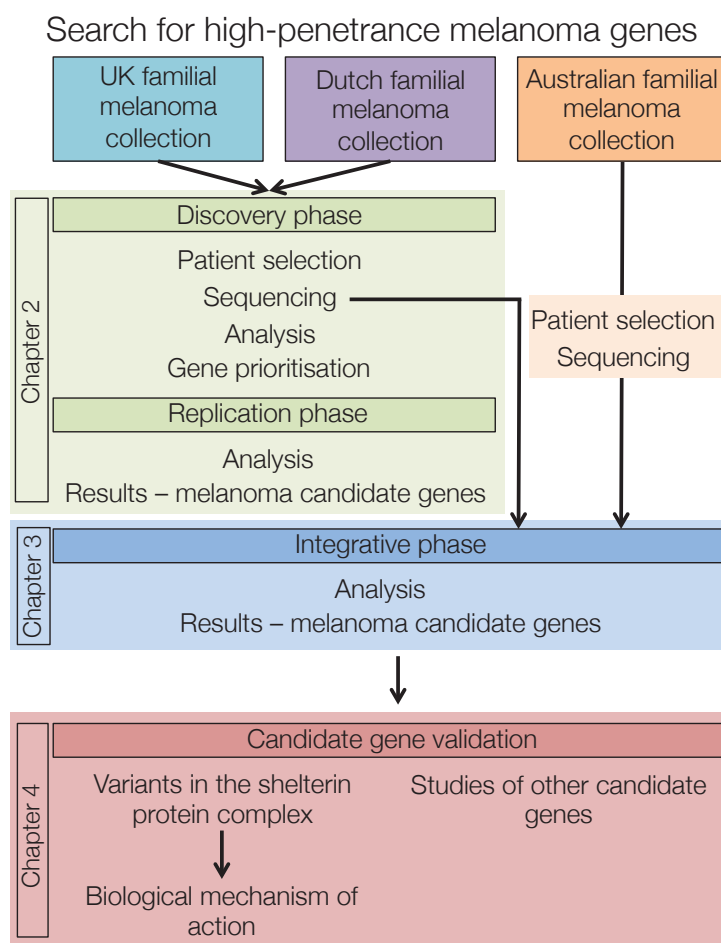 Search for high-penetrance melanoma genes
UK familial
melanoma
collection
Dutch familial
melanoma
collection
Australian familial
melanoma
collection
Chapter 2
Discovery phase
Patient selection
Sequencing
Analysis
Gene prioritisation
Replication phase
Analysis
Results – melanoma candidate genes
Patient selection
Sequencing
Chapter 3
Integrative phase
Analysis
Results – melanoma candidate genes
Chapter 4
Candidate gene validation
Variants in the shelterin
protein complex
Biological mechanism of
action
Studies of other candidate
genes